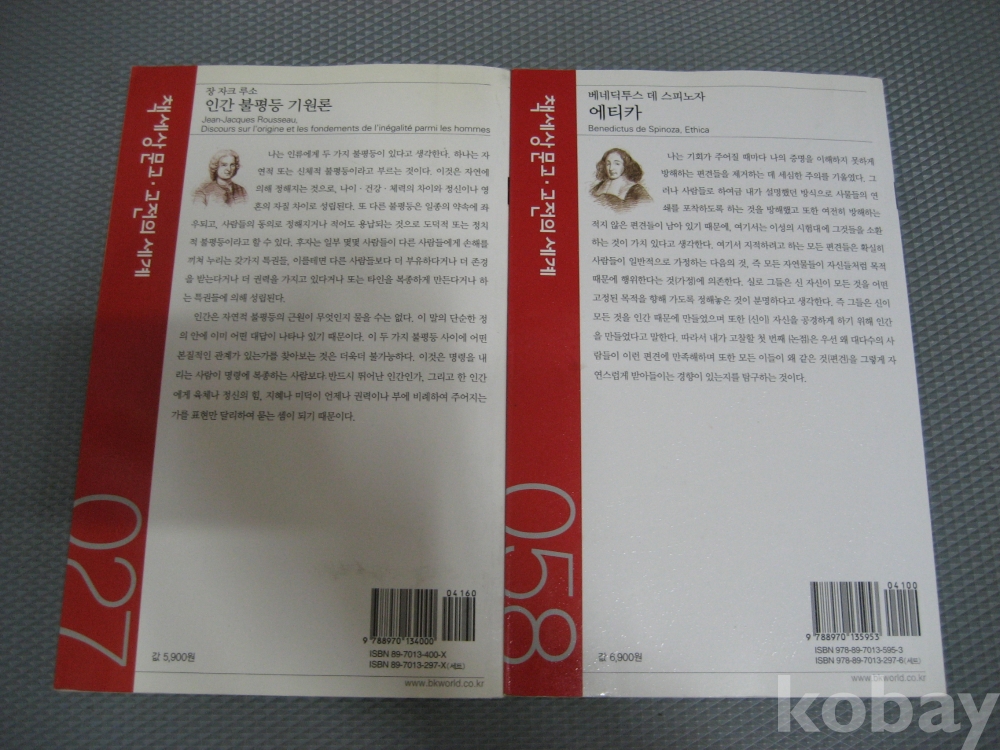 책세상문고·고전의세계
장 자크 루소
인간 불평등 기원론
Jean-Jacques Rousseau,
Discours sur l'origine et les fondements de l'inégalité parmi les hommes
나는 인류에게 두 가지 불평등이 있다고 생각한다. 하나는 자
연적 또는 신체적 불평등이라고 부르는 것이다. 이것은 자연에
의해 정해지는 것으로, 나이·건강·체력의 차이와 정신이나 영
혼의 자질 차이로 성립된다. 또 다른 불평등은 일종의 약속에 좌
우되고, 사람들의 동의로 정해지거나 적어도 용납되는 것으로 도덕적 또는 정치
적 불평등이라고 할 수 있다. 후자는 일부 몇몇 사람들이 다른 사람들에게 손해를
끼쳐 누리는 갖가지 특권들, 이를테면 다른 사람들보다 더 부유하다거나 더 존경
을 받는다거나 더 권력을 가지고 있다거나 또는 타인을 복종하게 만든다거나 하
는 특권들에 의해 성립된다.
인간은 자연적 불평등의 근원이 무엇인지 물을 수는 없다. 이 말의 단순한 정
의 안에 이미 어떤 대답이 나타나 있기 때문이다. 이 두 가지 불평등 사이에 어떤
본질적인 관계가 있는가를 찾아보는 것은 더욱더 불가능하다. 이것은 명령을 내
리는 사람이 명령에 복종하는 사람보다 반드시 뛰어난 인간인가, 그리고 한 인간
에게 육체나 정신의 힘, 지혜나 미덕이 언제나 권력이나 부에 비례하여 주어지는
가를 표현만 달리하여 묻는 셈이 되기 때문이다.
027
04160
9 788970 134000
값 5,900원
ISBN 89-7013-400-X
ISBN 89-7013-297-X(세트)
www.bkworld.co.kr
책세상문고·고전의세계
베네딕투스 데 스피노자
에티카
Benedictus de Spinoza, Ethica
나는 기회가 주어질 때마다 나의 증명을 이해하지 못하게
방해하는 편견들을 제거하는 데 세심한 주의를 기울였다. 그
러나 사람들로 하여금 내가 설명했던 방식으로 사물들의 연
쇄를 포착하도록 하는 것을 방해했고 또한 여전히 방해하는
적지 않은 편견들이 남아 있기 때문에, 여기서는 이성의 시험대에 그것들을 소환
하는 것이 가치 있다고 생각한다. 여기서 지적하려고 하는 모든 편견들은 확실히
사람들이 일반적으로 가정하는 다음의 것, 즉 모든 자연물들이 자신들처럼 목적
때문에 행위한다는 것(가정)에 의존한다. 실로 그들은 신 자신이 모든 것을 어떤
고정된 목적을 향해 가도록 정해놓은 것이 분명하다고 생각한다. 즉 그들은 신이
모든 것을 인간 때문에 만들었으며 또한 (신이) 자신을 공경하게 하기 위해 인간
을 만들었다고 말한다. 따라서 내가 고찰할 첫 번째 (논점)은 우선 왜 대다수의 사
람들이 이런 편견에 만족해하며 또한 모든 이들이 왜 같은 것(편견)을 그렇게 자
연스럽게 받아들이는 경향이 있는지를 탐구하는 것이다.
058
04100
9 788970 135953
값 6,900원
ISBN 978-89-7013-595-3
ISBN 978-89-7013-297-6(세트)
www.bkworld.co.kr
kobay